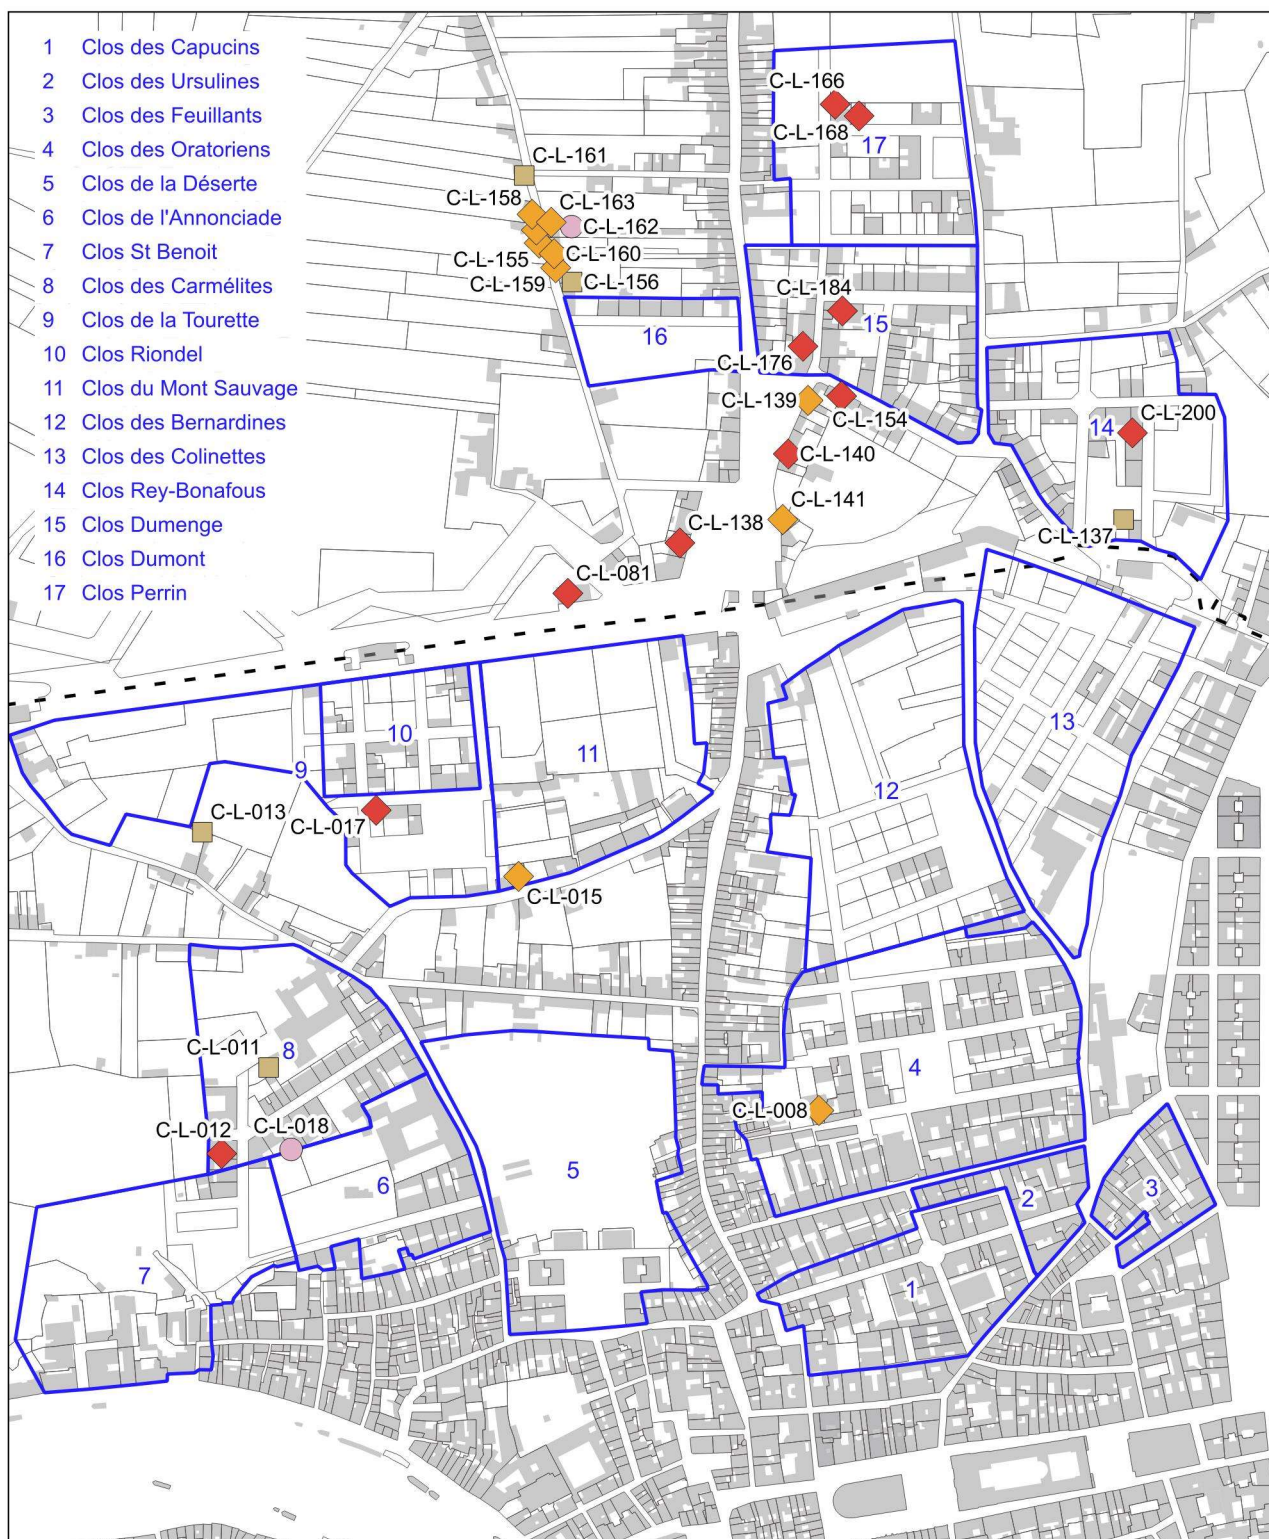 1 Clos des Capucins
2 Clos des Ursulines
3 Clos des Feuillants
4 Clos des Oratoriens
5 Clos de la Déserte
6 Clos de l'Annonciade
7 Clos St Benoit
8 Clos des Carmélites
9 Clos de la Tourette
10 Clos Riondel
11 Clos du Mont Sauvage
12 Clos des Bernardines
13 Clos des Colinettes
14 Clos Rey-Bonafous
15 Clos Dumenge
16 Clos Dumont
17 Clos Perrin
C-L-166
C-L-168
17
C-L-161
C-L-158
C-L-163
C-L-162
C-L-155
C-L-160
C-L-159
C-L-156
C-L-184
15
16
C-L-176
C-L-139
C-L-154
C-L-200
14
C-L-140
C-L-141
C-L-138
C-L-137
C-L-081
10
11
13
9
12
C-L-013
C-L-017
C-L-015
C-L-011
8
4
C-L-008
C-L-012
C-L-018
5
6
2
3
7
1